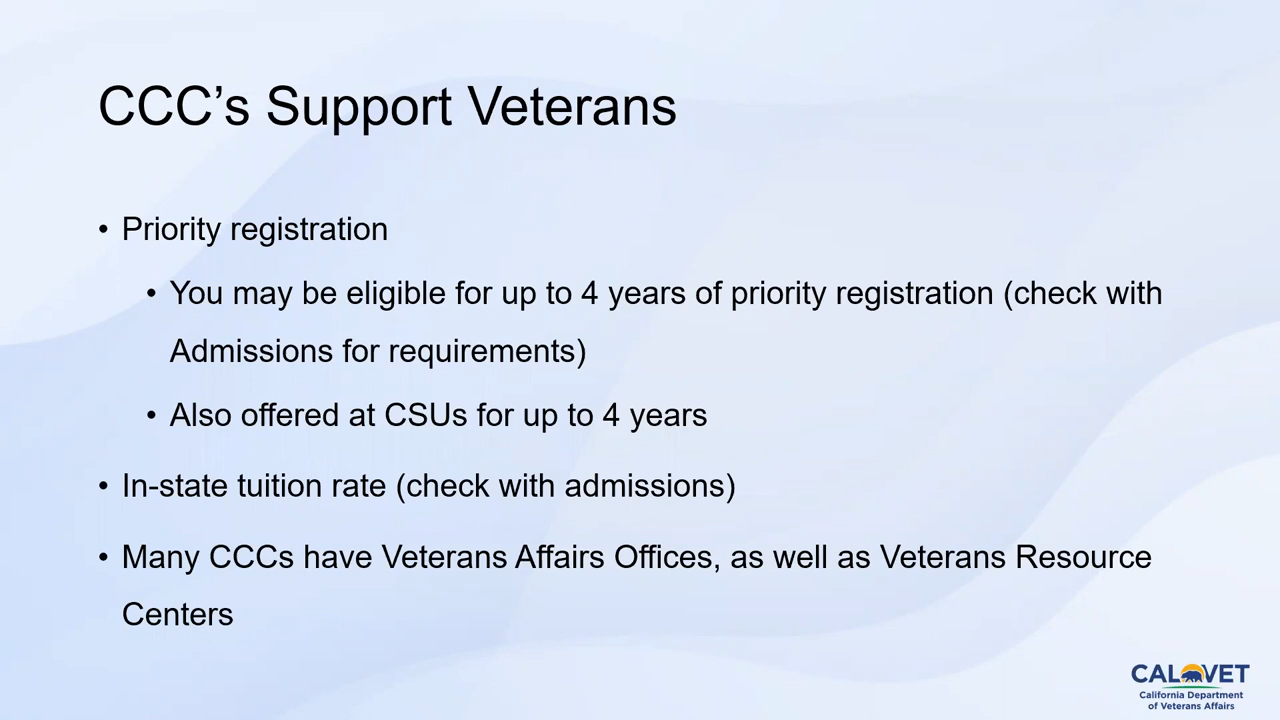 CCC’s Support Veterans
• Priority registration
• You may be eligible for up to 4 years of priority registration (check with
Admissions for requirements)
• Also offered at CSUs for up to 4 years
• In-state tuition rate (check with admissions)
• Many CCCs have Veterans Affairs Offices, as well as Veterans Resource
Centers
CALVET
California Department
of Veterans Affairs